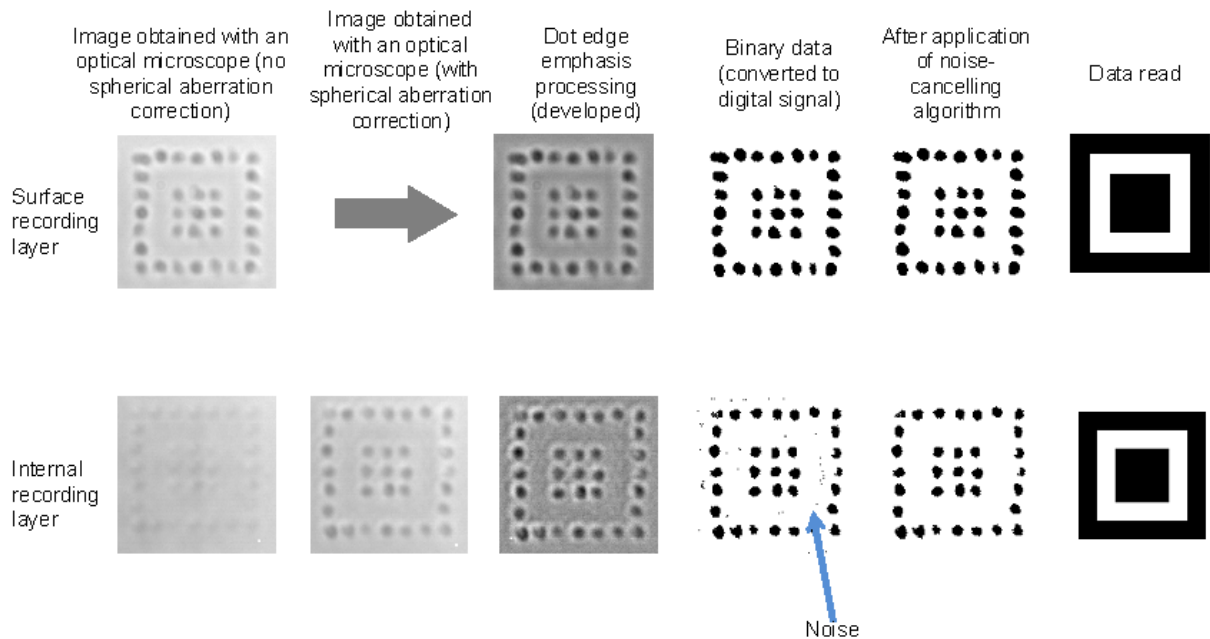 Image obtained with an
optical microscope (no
spherical aberration
correction)
Image obtained
with an optical
microscope (with
spherical aberration
correction)
Dot edge
emphasis
processing
(developed)
Binary data
(converted to
digital signal)
After application
of noise-
cancelling
algorithm
Data read
Surface
recording
layer
Internal
recording
layer
Noise